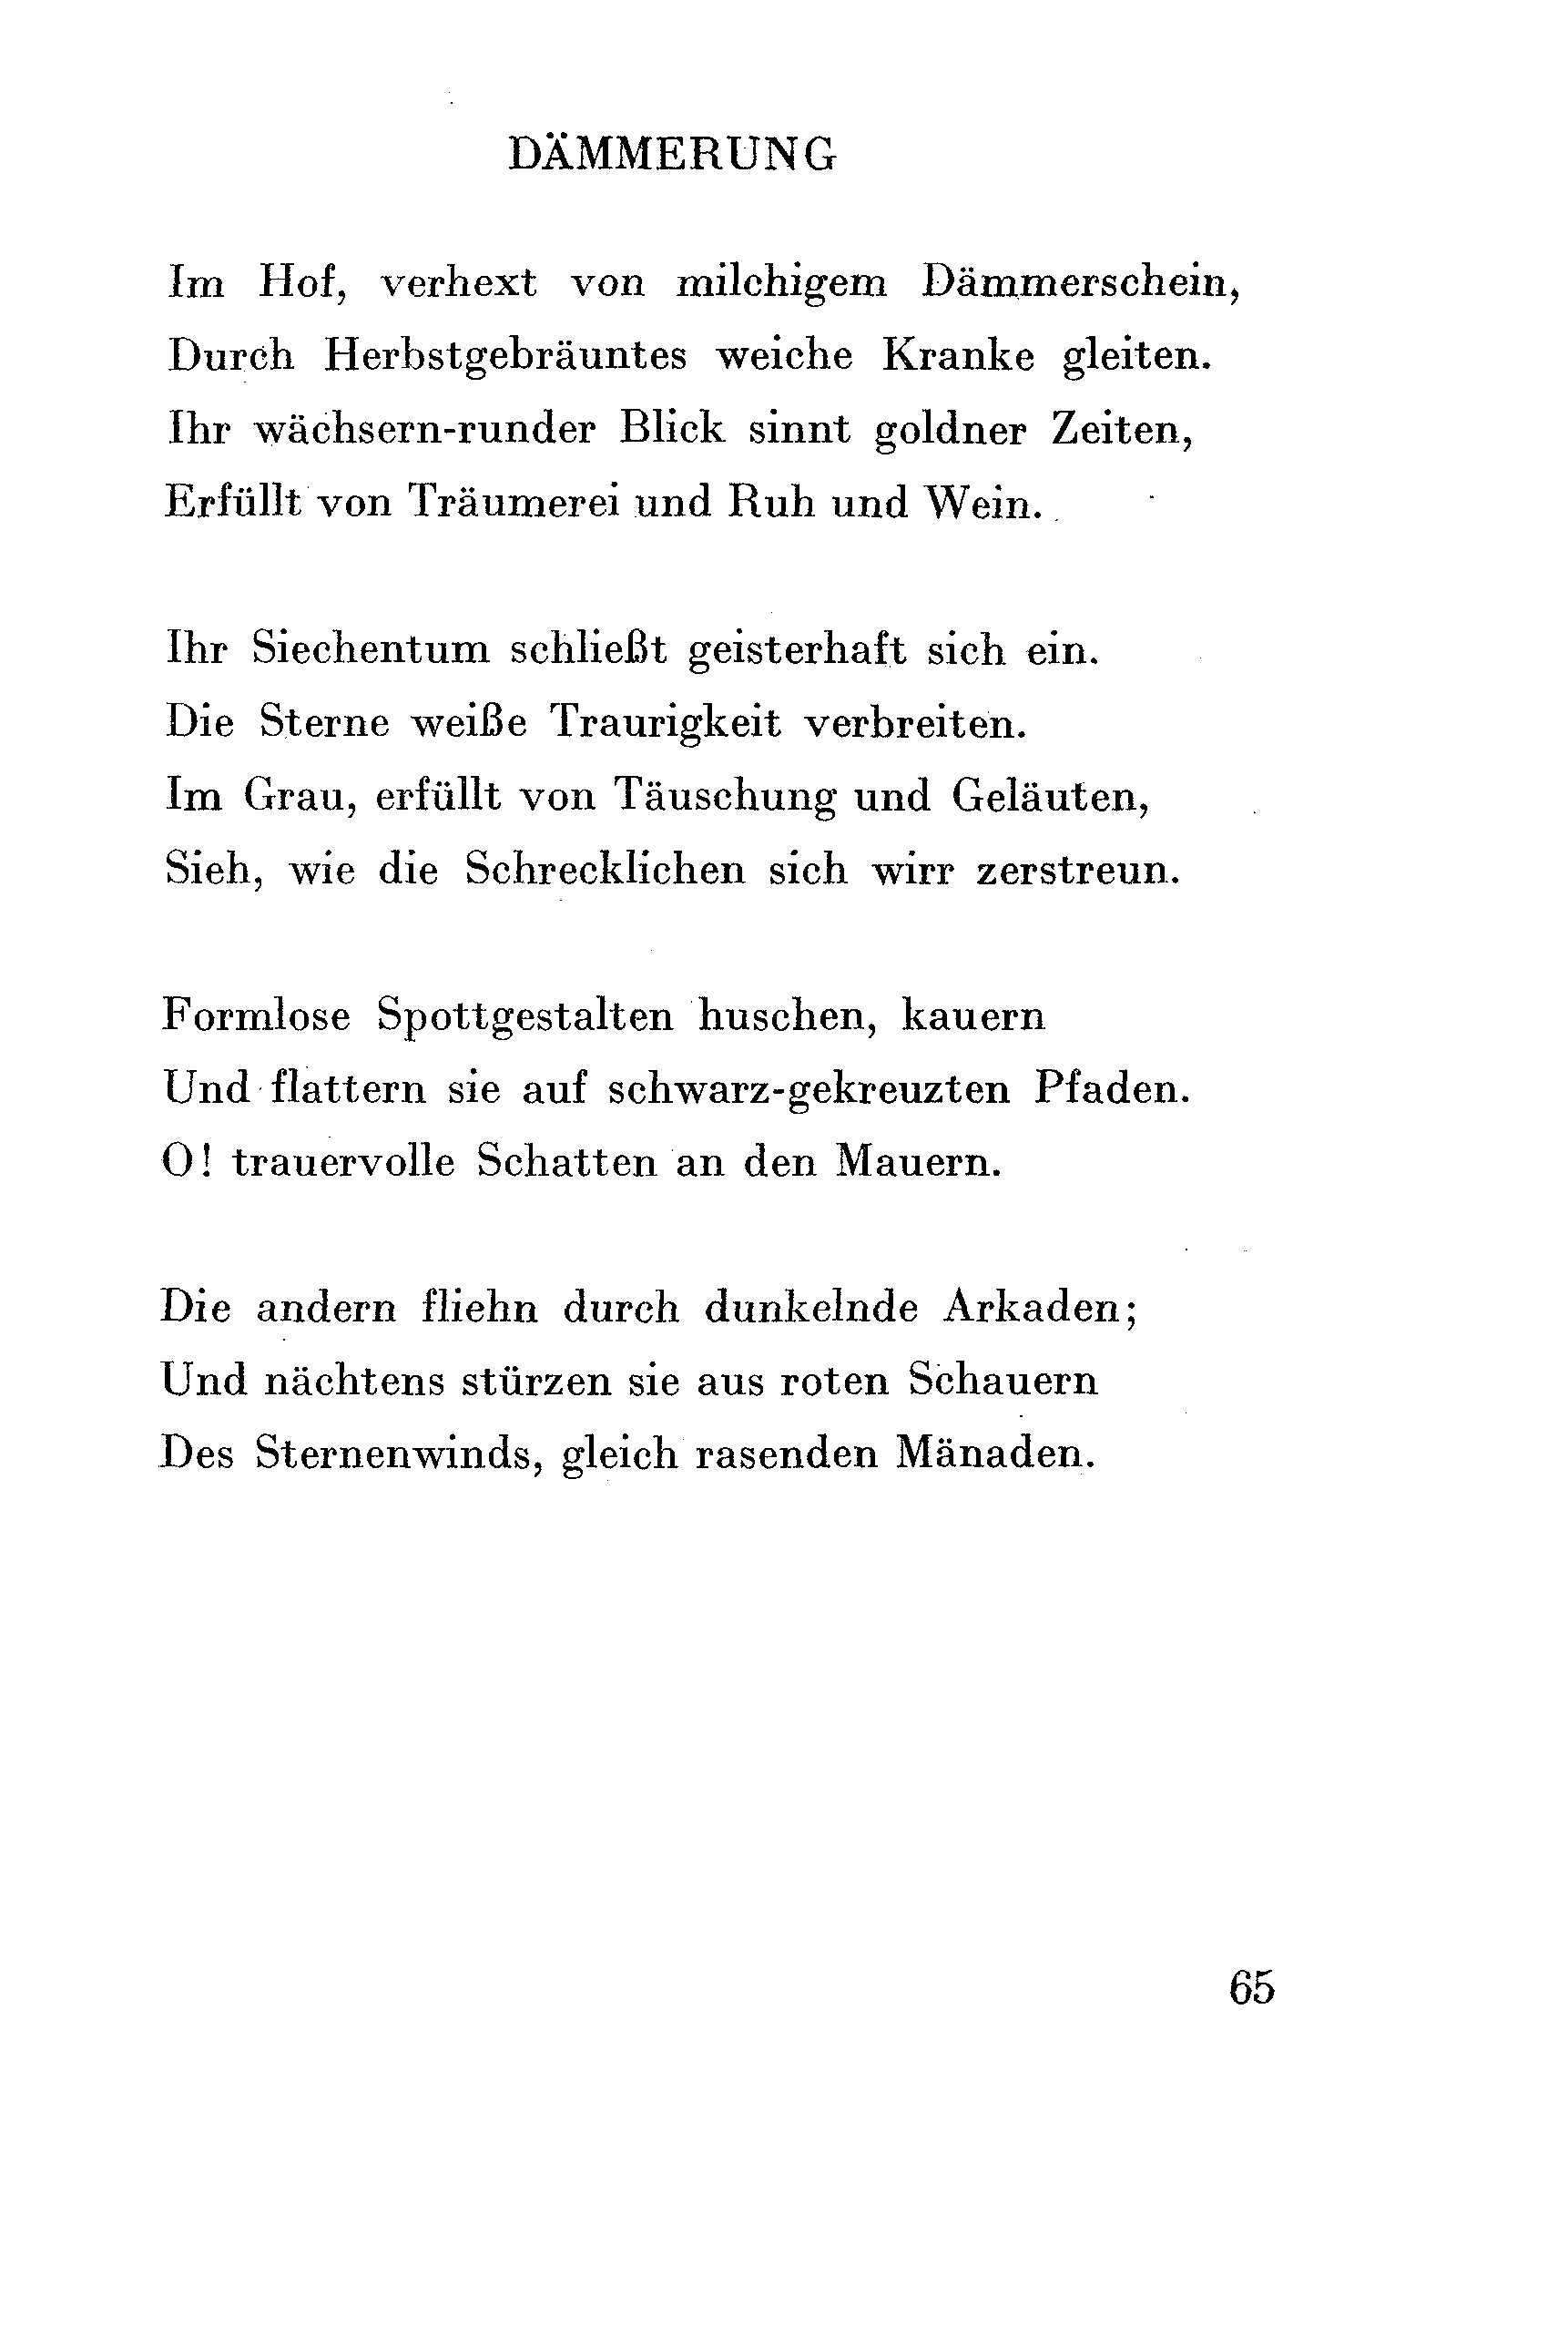 DÄMMERUNG
Im Hof, verhext von milchigem Dämmerschein,
Durch Herbstgebräuntes weiche Kranke gleiten.
Ihr wächsern-runder Blick sinnt goldner Zeiten,
Erfüllt von Träumerei und Ruh und Wein.
Ihr Siechentum schließt geisterhaft sich ein.
Die Sterne weiße Traurigkeit verbreiten.
Im Grau, erfüllt von Täuschung und Geläuten,
Sieh, wie die Schrecklichen sich wirr zerstreun.
Formlose Spottgestalten huschen, kauern
Und flattern sie auf schwarz-gekreuzten Pfaden.
O! trauervolle Schatten an den Mauern.
Die andern fliehn durch dunkelnde Arkaden;
Und nächtens stürzen sie aus roten Schauern
Des Sternenwinds, gleich rasenden Mänaden.
65